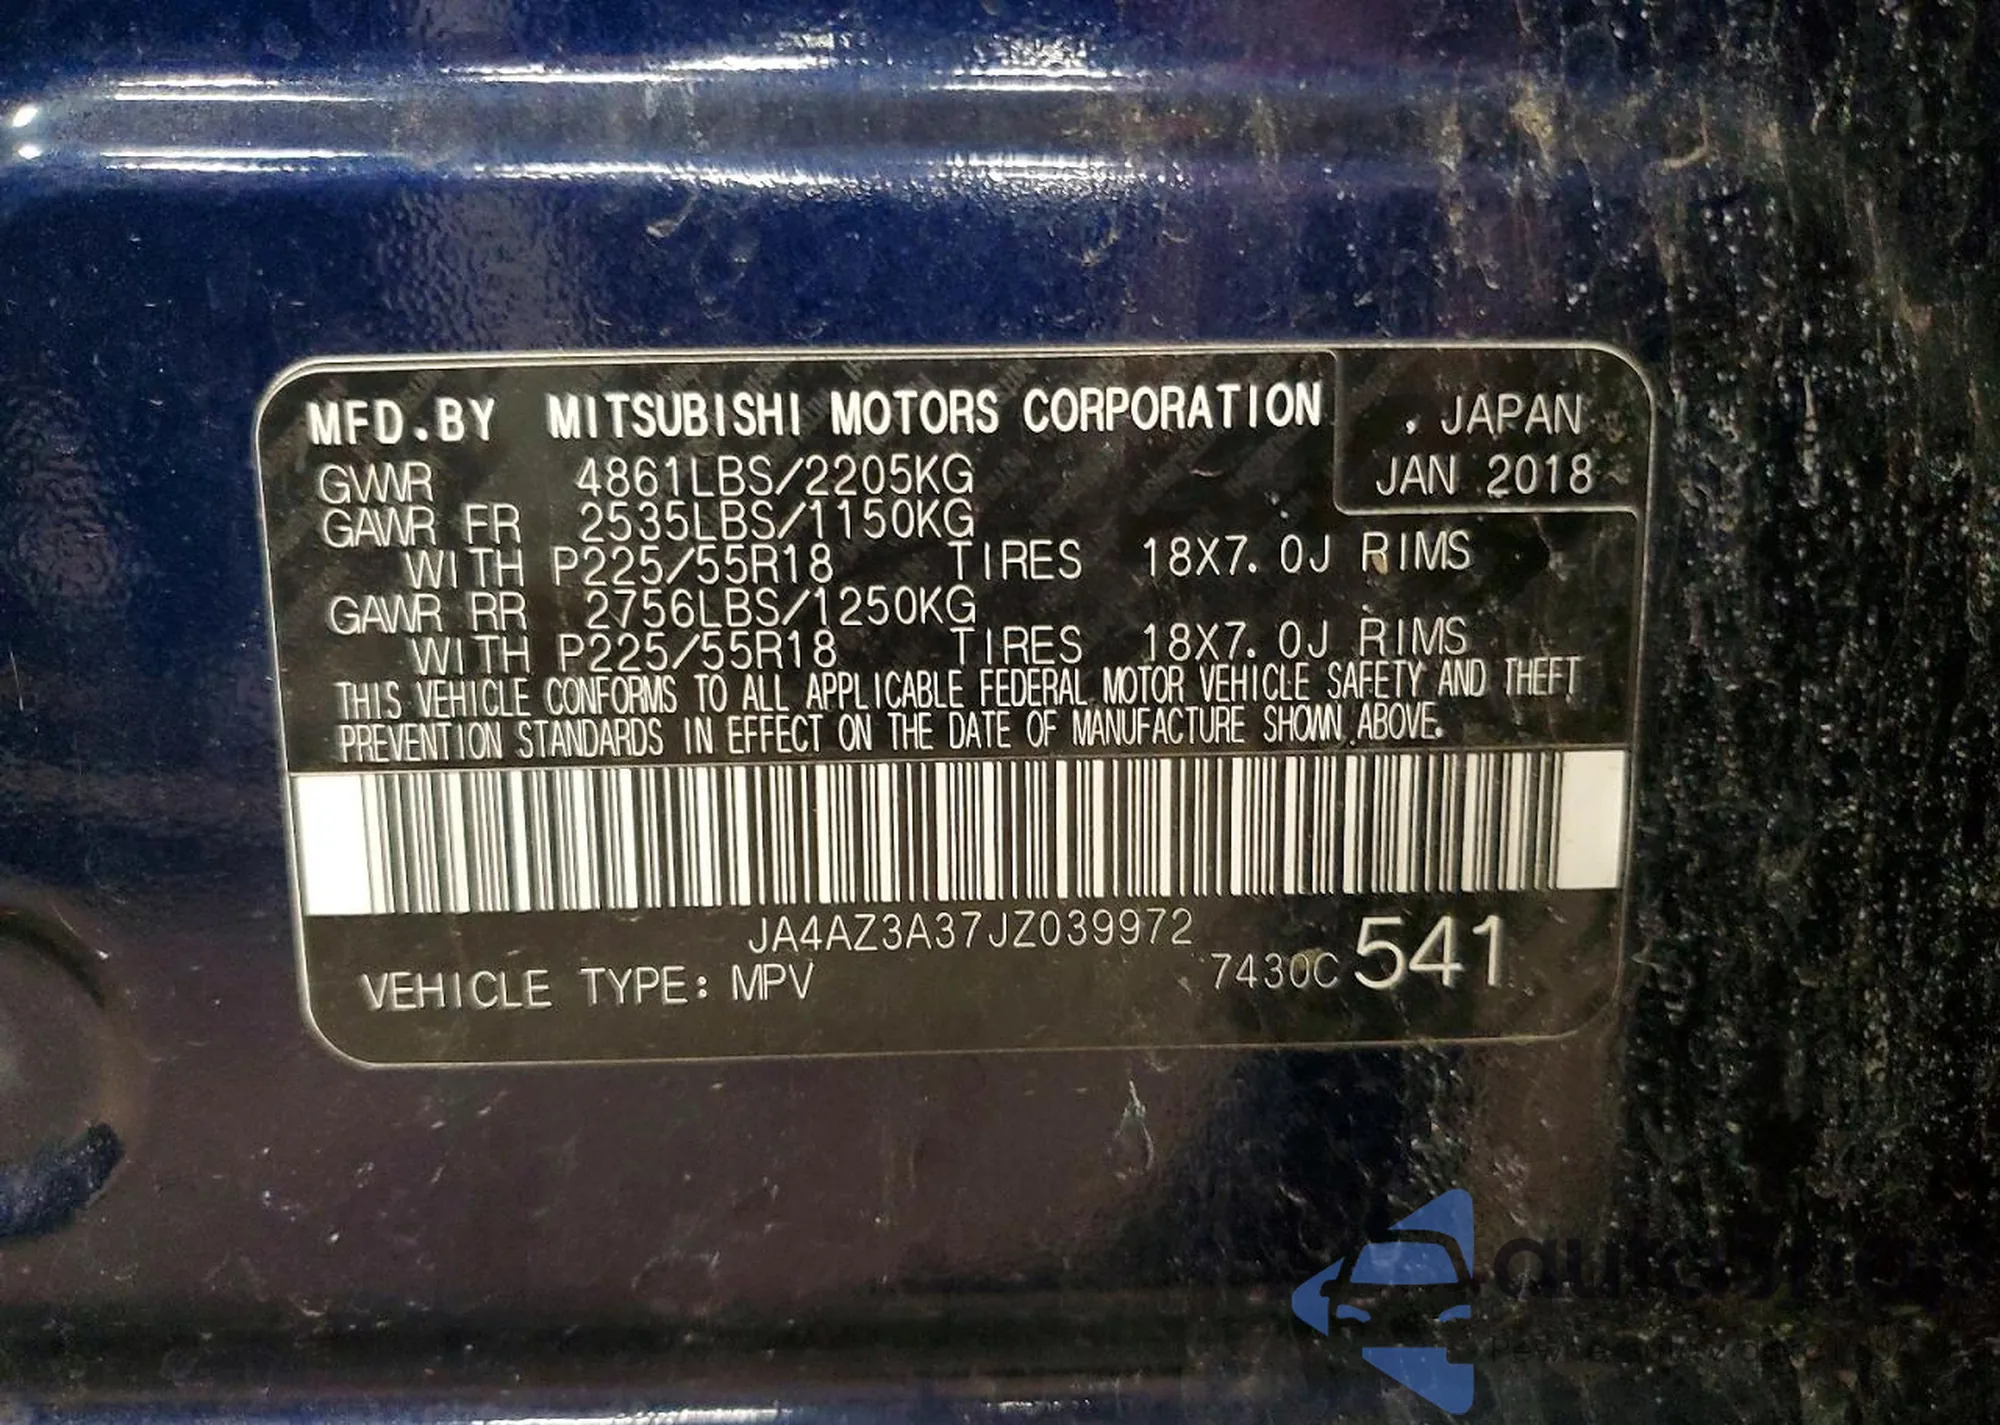 MFD.BY MITSUBISHI MOTORS CORPORATION
. JAPAN
JAN 2018
GVWR 4861LBS/2205KG
GAWR FR 2535LBS/1150KG
WITH P225/55R18 TIRES 18X7.0J RIMS
GAWR RR 2756LBS/1250KG
WITH P225/55R18 TIRES 18X7.0J RIMS
THIS VEHICLE CONFORMS TO ALL APPLICABLE FEDERAL MOTOR VEHICLE SAFETY AND THEFT
PREVENTION STANDARDS IN EFFECT ON THE DATE OF MANUFACTURE SHOWN ABOVE.
JA4AZ3A37JZ039972
7430C 541
VEHICLE TYPE: MPV